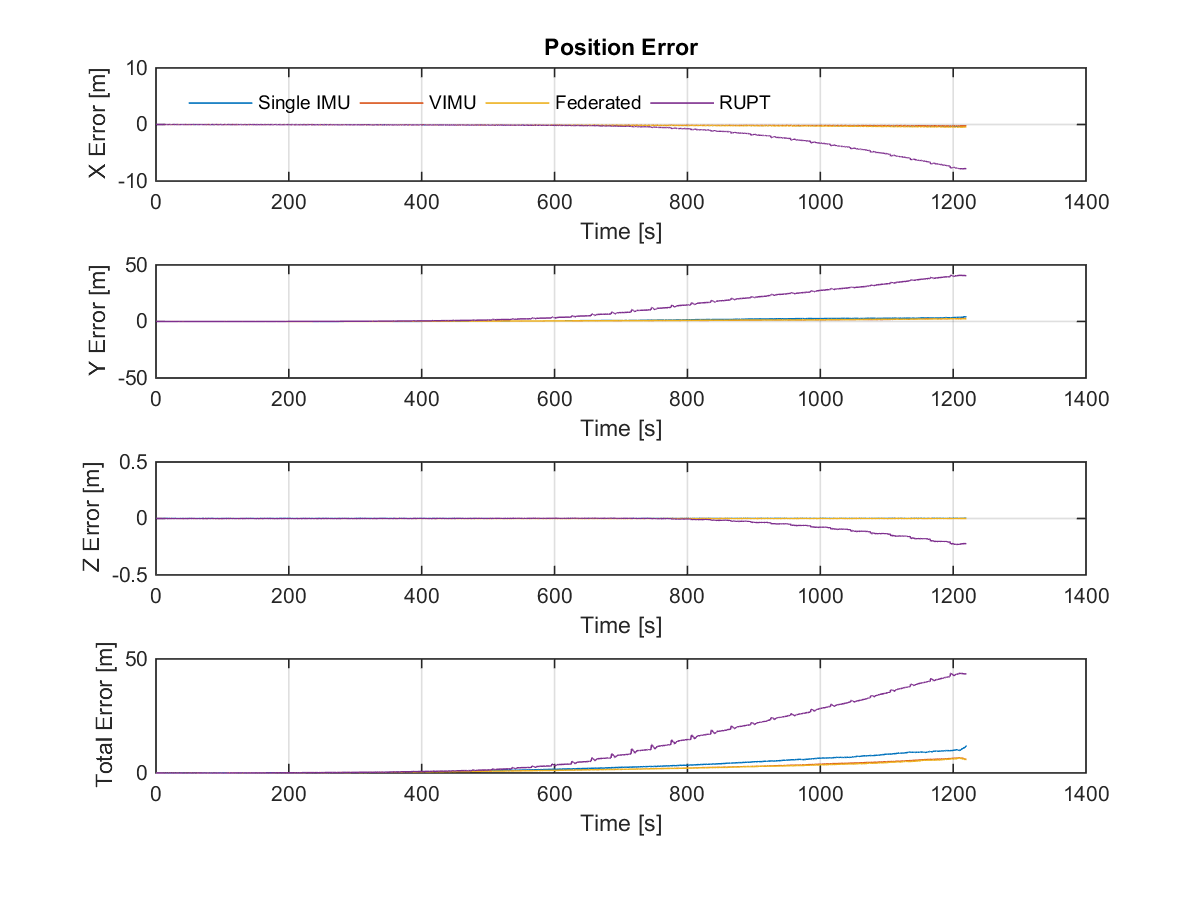 Position Error
10
0
-10
X Error [m]
Single IMU VIMU Federated RUPT
0 200 400 600 800 1000 1200 1400
Time [s]
50
0
-50
Y Error [m]
0 200 400 600 800 1000 1200 1400
Time [s]
0.5
0
-0.5
Z Error [m]
0 200 400 600 800 1000 1200 1400
Time [s]
50
0
Total Error [m]
0 200 400 600 800 1000 1200 1400
Time [s]